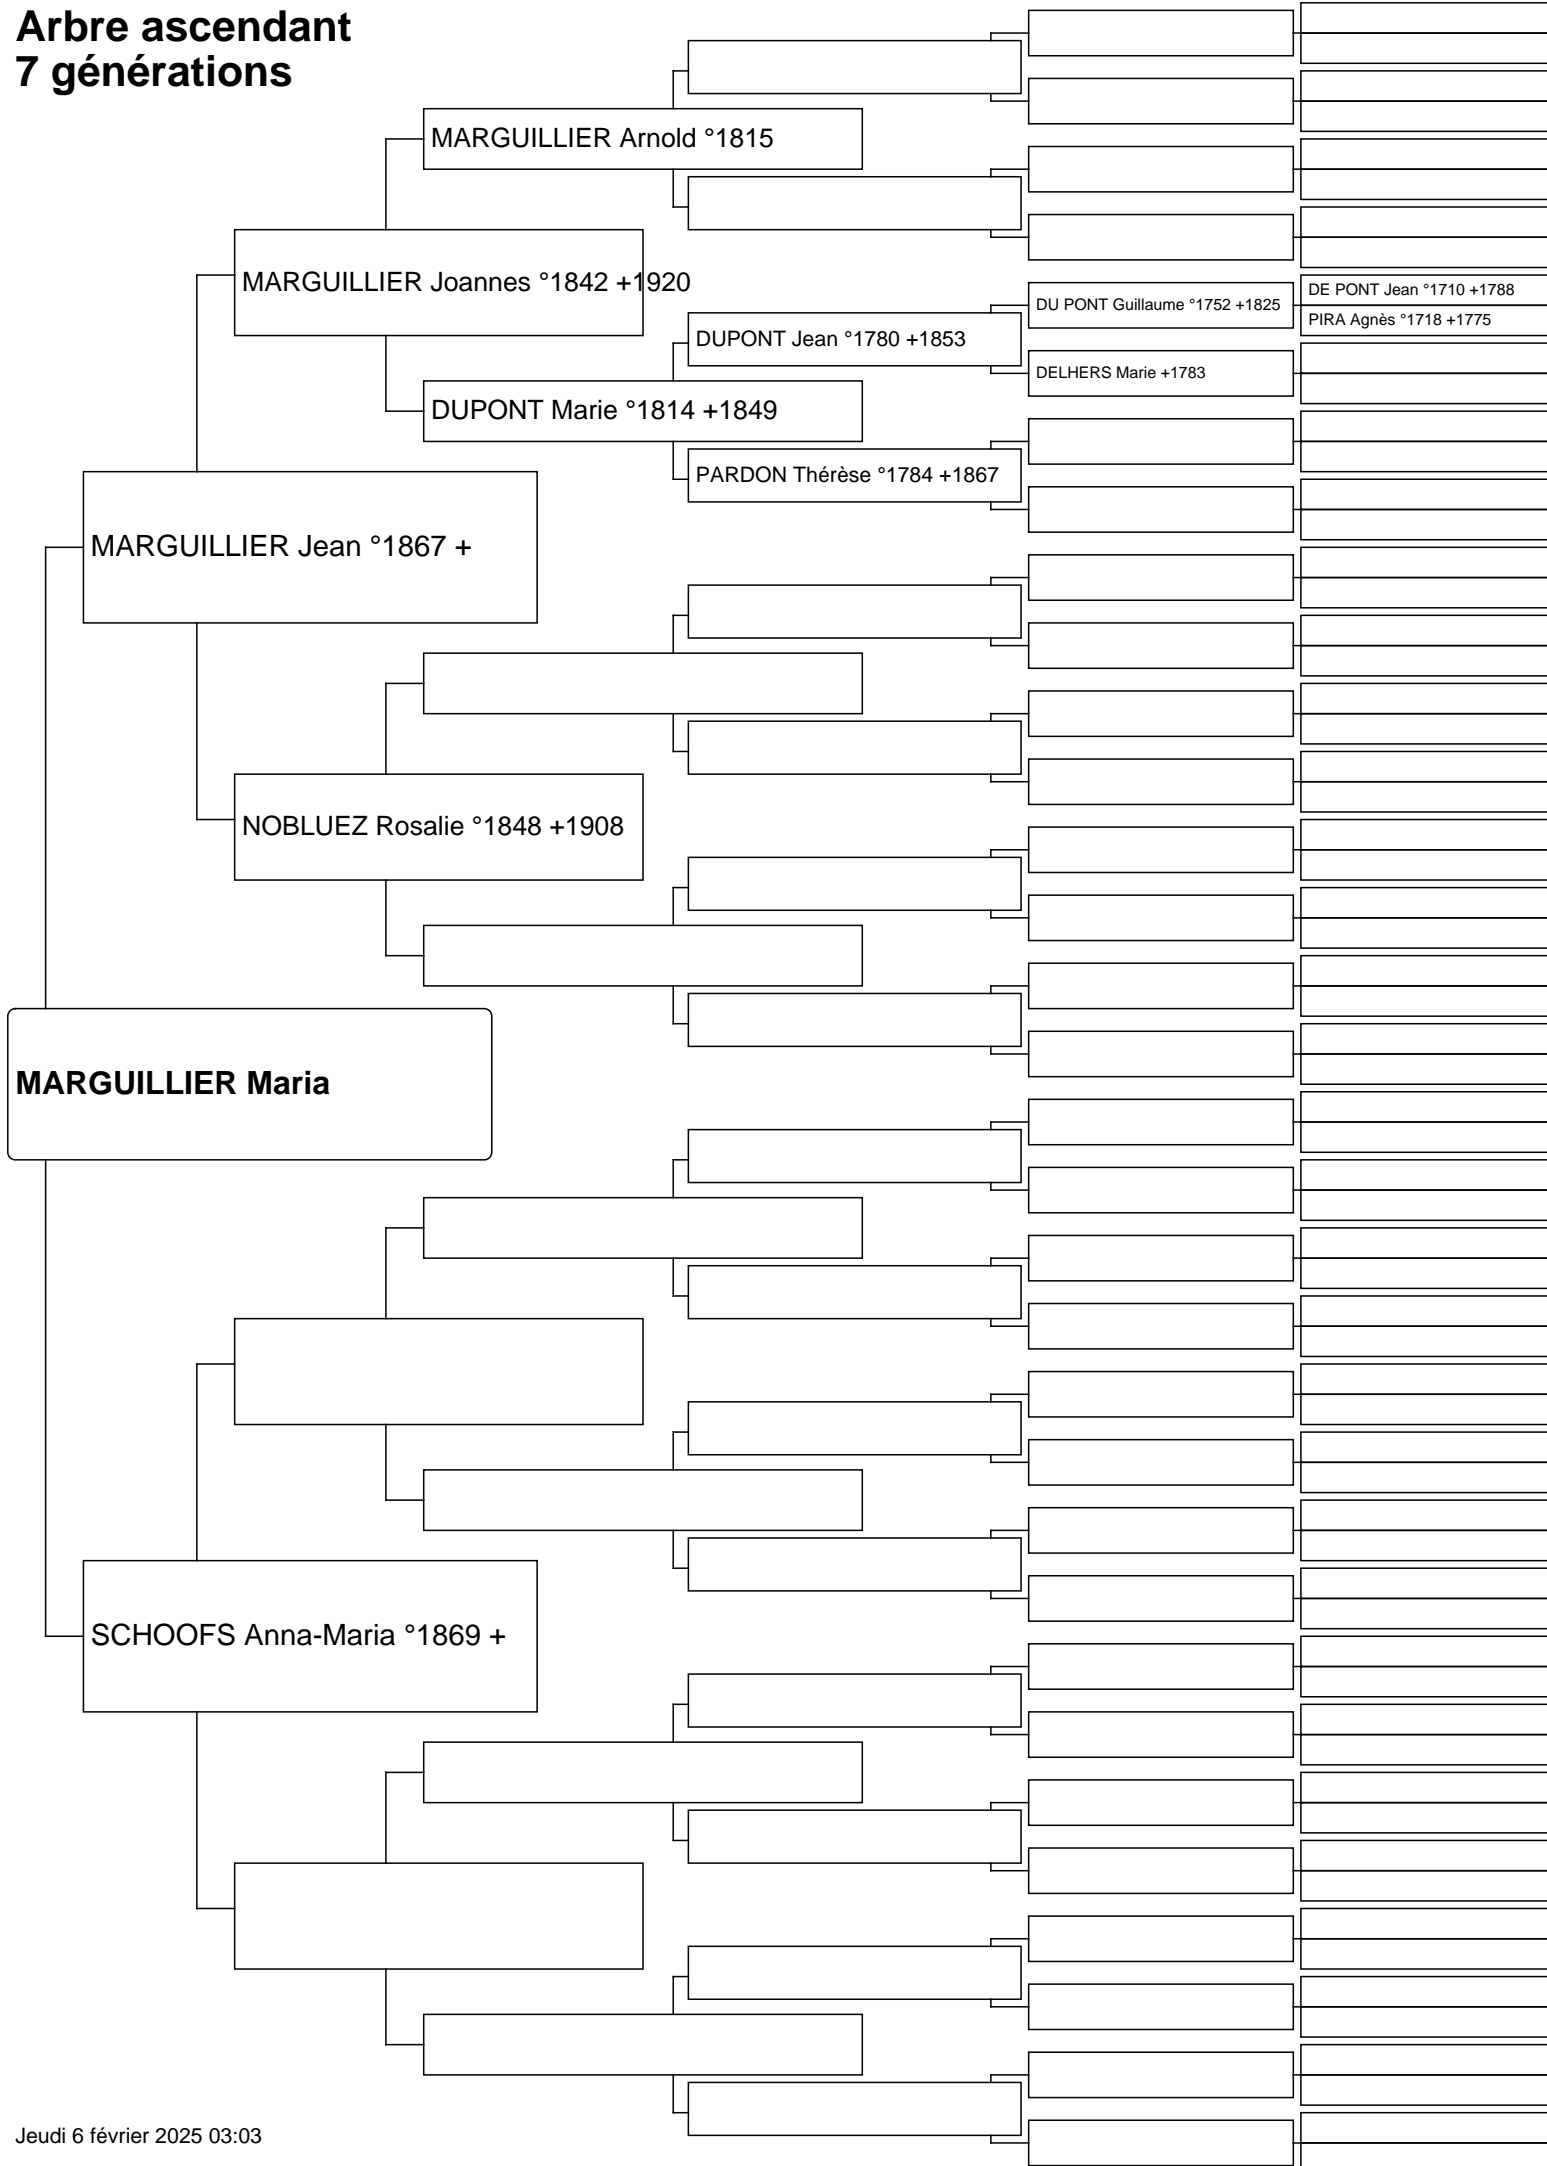 Arbre ascendant
7 générations
MARGUILLIER Arnold °1815
MARGUILLIER Joannes °1842 +1920
DU PONT Guillaume °1752 +1825
DE PONT Jean °1710 +1788
PIRA Agnès °1718 +1775
DUPONT Jean °1780 +1853
DELHERS Marie +1783
DUPONT Marie °1814 +1849
PARDON Thérèse °1784 +1867
MARGUILLIER Jean °1867 +
NOBLUEZ Rosalie °1848 +1908
MARGUILLIER Maria
SCHOOFS Anna-Maria °1869 +
Jeudi 6 février 2025 03:03